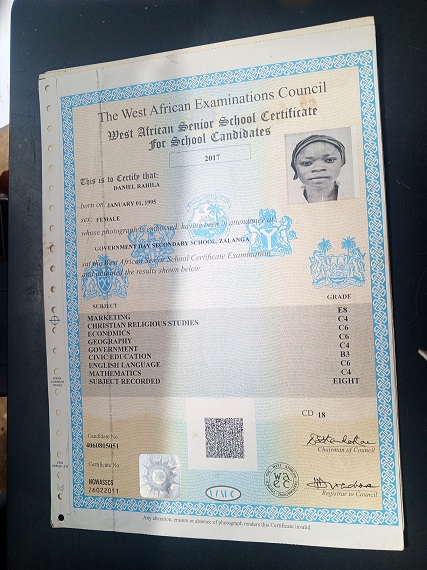 The West African Examinations Council
West African Senior School Certificate
For School Candidates
2017
This is to Certify that:
DANIEL RAHILA
born on JANUARY 01, 1995
sex: FEMALE
whose photograph is embossed, having been in attendance at
GOVERNMENT DAY SECONDARY SCHOOL, ZALANGA
sat the West African Senior School Certificate Examination
and obtained the results shown below:
SUBJECT GRADE
MARKETING E8
CHRISTIAN RELIGIOUS STUDIES C4
ECONOMICS C6
GEOGRAPHY C6
GOVERNMENT C4
CIVIC EDUCATION B3
ENGLISH LANGUAGE C6
MATHEMATICS C4
SUBJECT RECORDED EIGHT
CD 18
Candidate No.
4060805051
Chairman of Council
Certificate No.
NGWASSCS
26022011
Registrar to Council
Any alteration, erasure or absence of photograph renders this Certificate invalid.